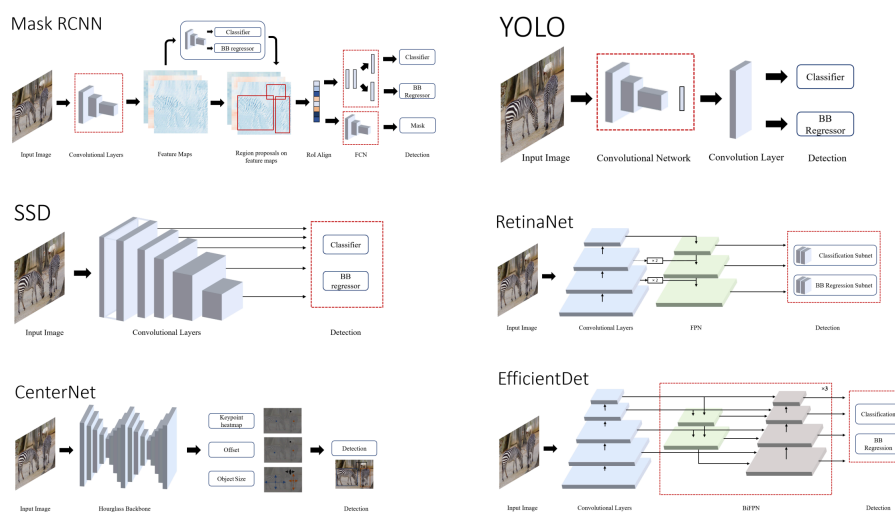 Mask RCNN
Classifier
BB regressor
Classifier
BB
Regressor
Mask
Input Image
Convolutional Layers
Feature Maps
Region proposals on
feature maps
RoI Align
FCN
Detection
YOLO
Classifier
BB
Regressor
Input Image
Convolutional Network
Convolution Layer
Detection
SSD
Classifier
BB
regressor
Input Image
Convolutional Layers
Detection
RetinaNet
× 2
× 2
Classification Subnet
BB Regression Subnet
Input Image
Convolutional Layers
FPN
Detection
CenterNet
Keypoint
heatmap
Offset
Object Size
Detection
Input Image
Hourglass Backbone
Detection
EfficientDet
×3
Classification
BB
Regression
Input Image
Convolutional Layers
BiFPN
Detection